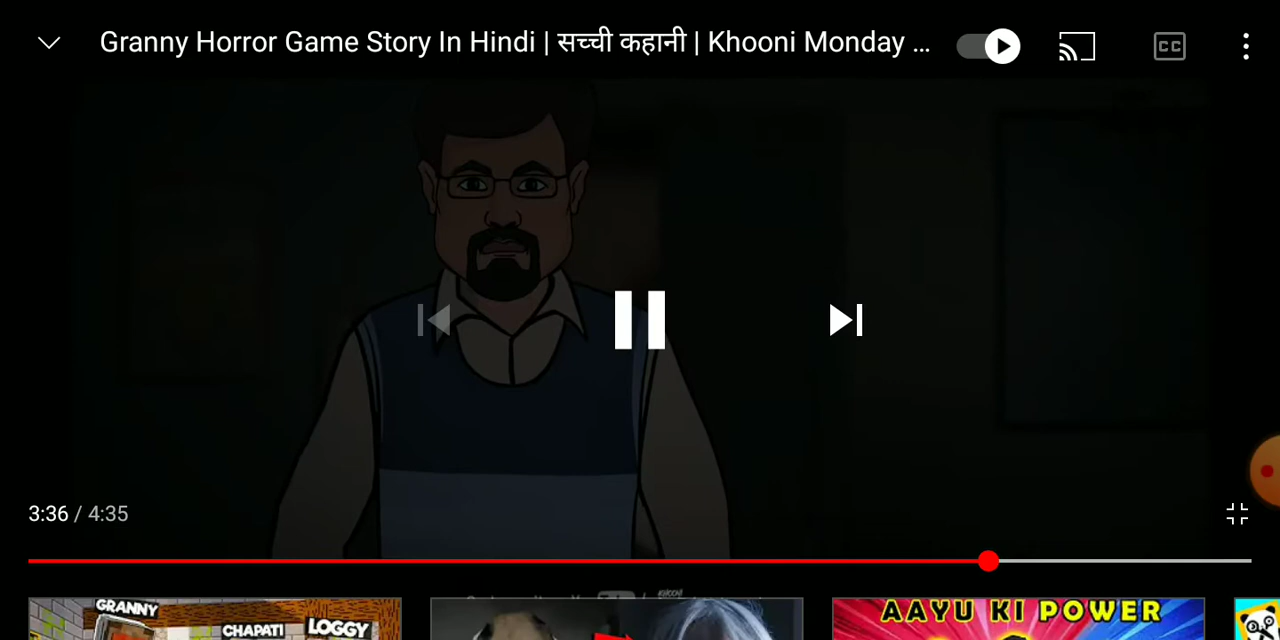 Granny Horror Game Story In Hindi | सच्ची कहानी | Khooni Monday ...
CC
3:36 / 4:35
GRANNY
CHAPATI
LOGGY
AAYU KI POWER